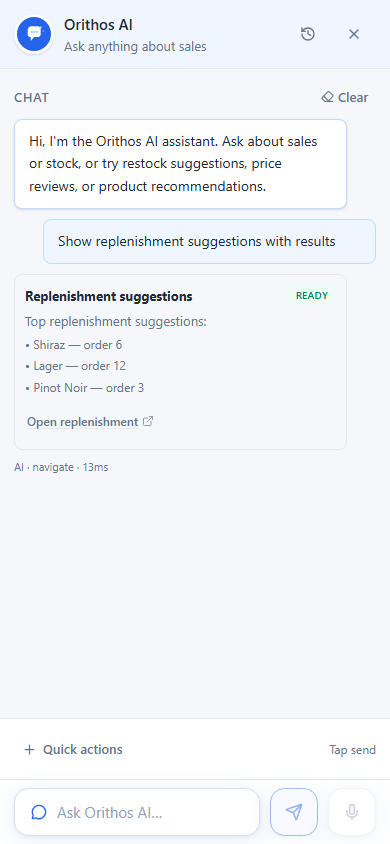 Orithos AI
Ask anything about sales
CHAT
Clear
Hi, I'm the Orithos AI assistant. Ask about sales
or stock, or try restock suggestions, price
reviews, or product recommendations.
Show replenishment suggestions with results
Replenishment suggestions
READY
Top replenishment suggestions:
• Shiraz — order 6
• Lager — order 12
• Pinot Noir — order 3
Open replenishment
AI · navigate · 13ms
Quick actions
Tap send
Ask Orithos AI...